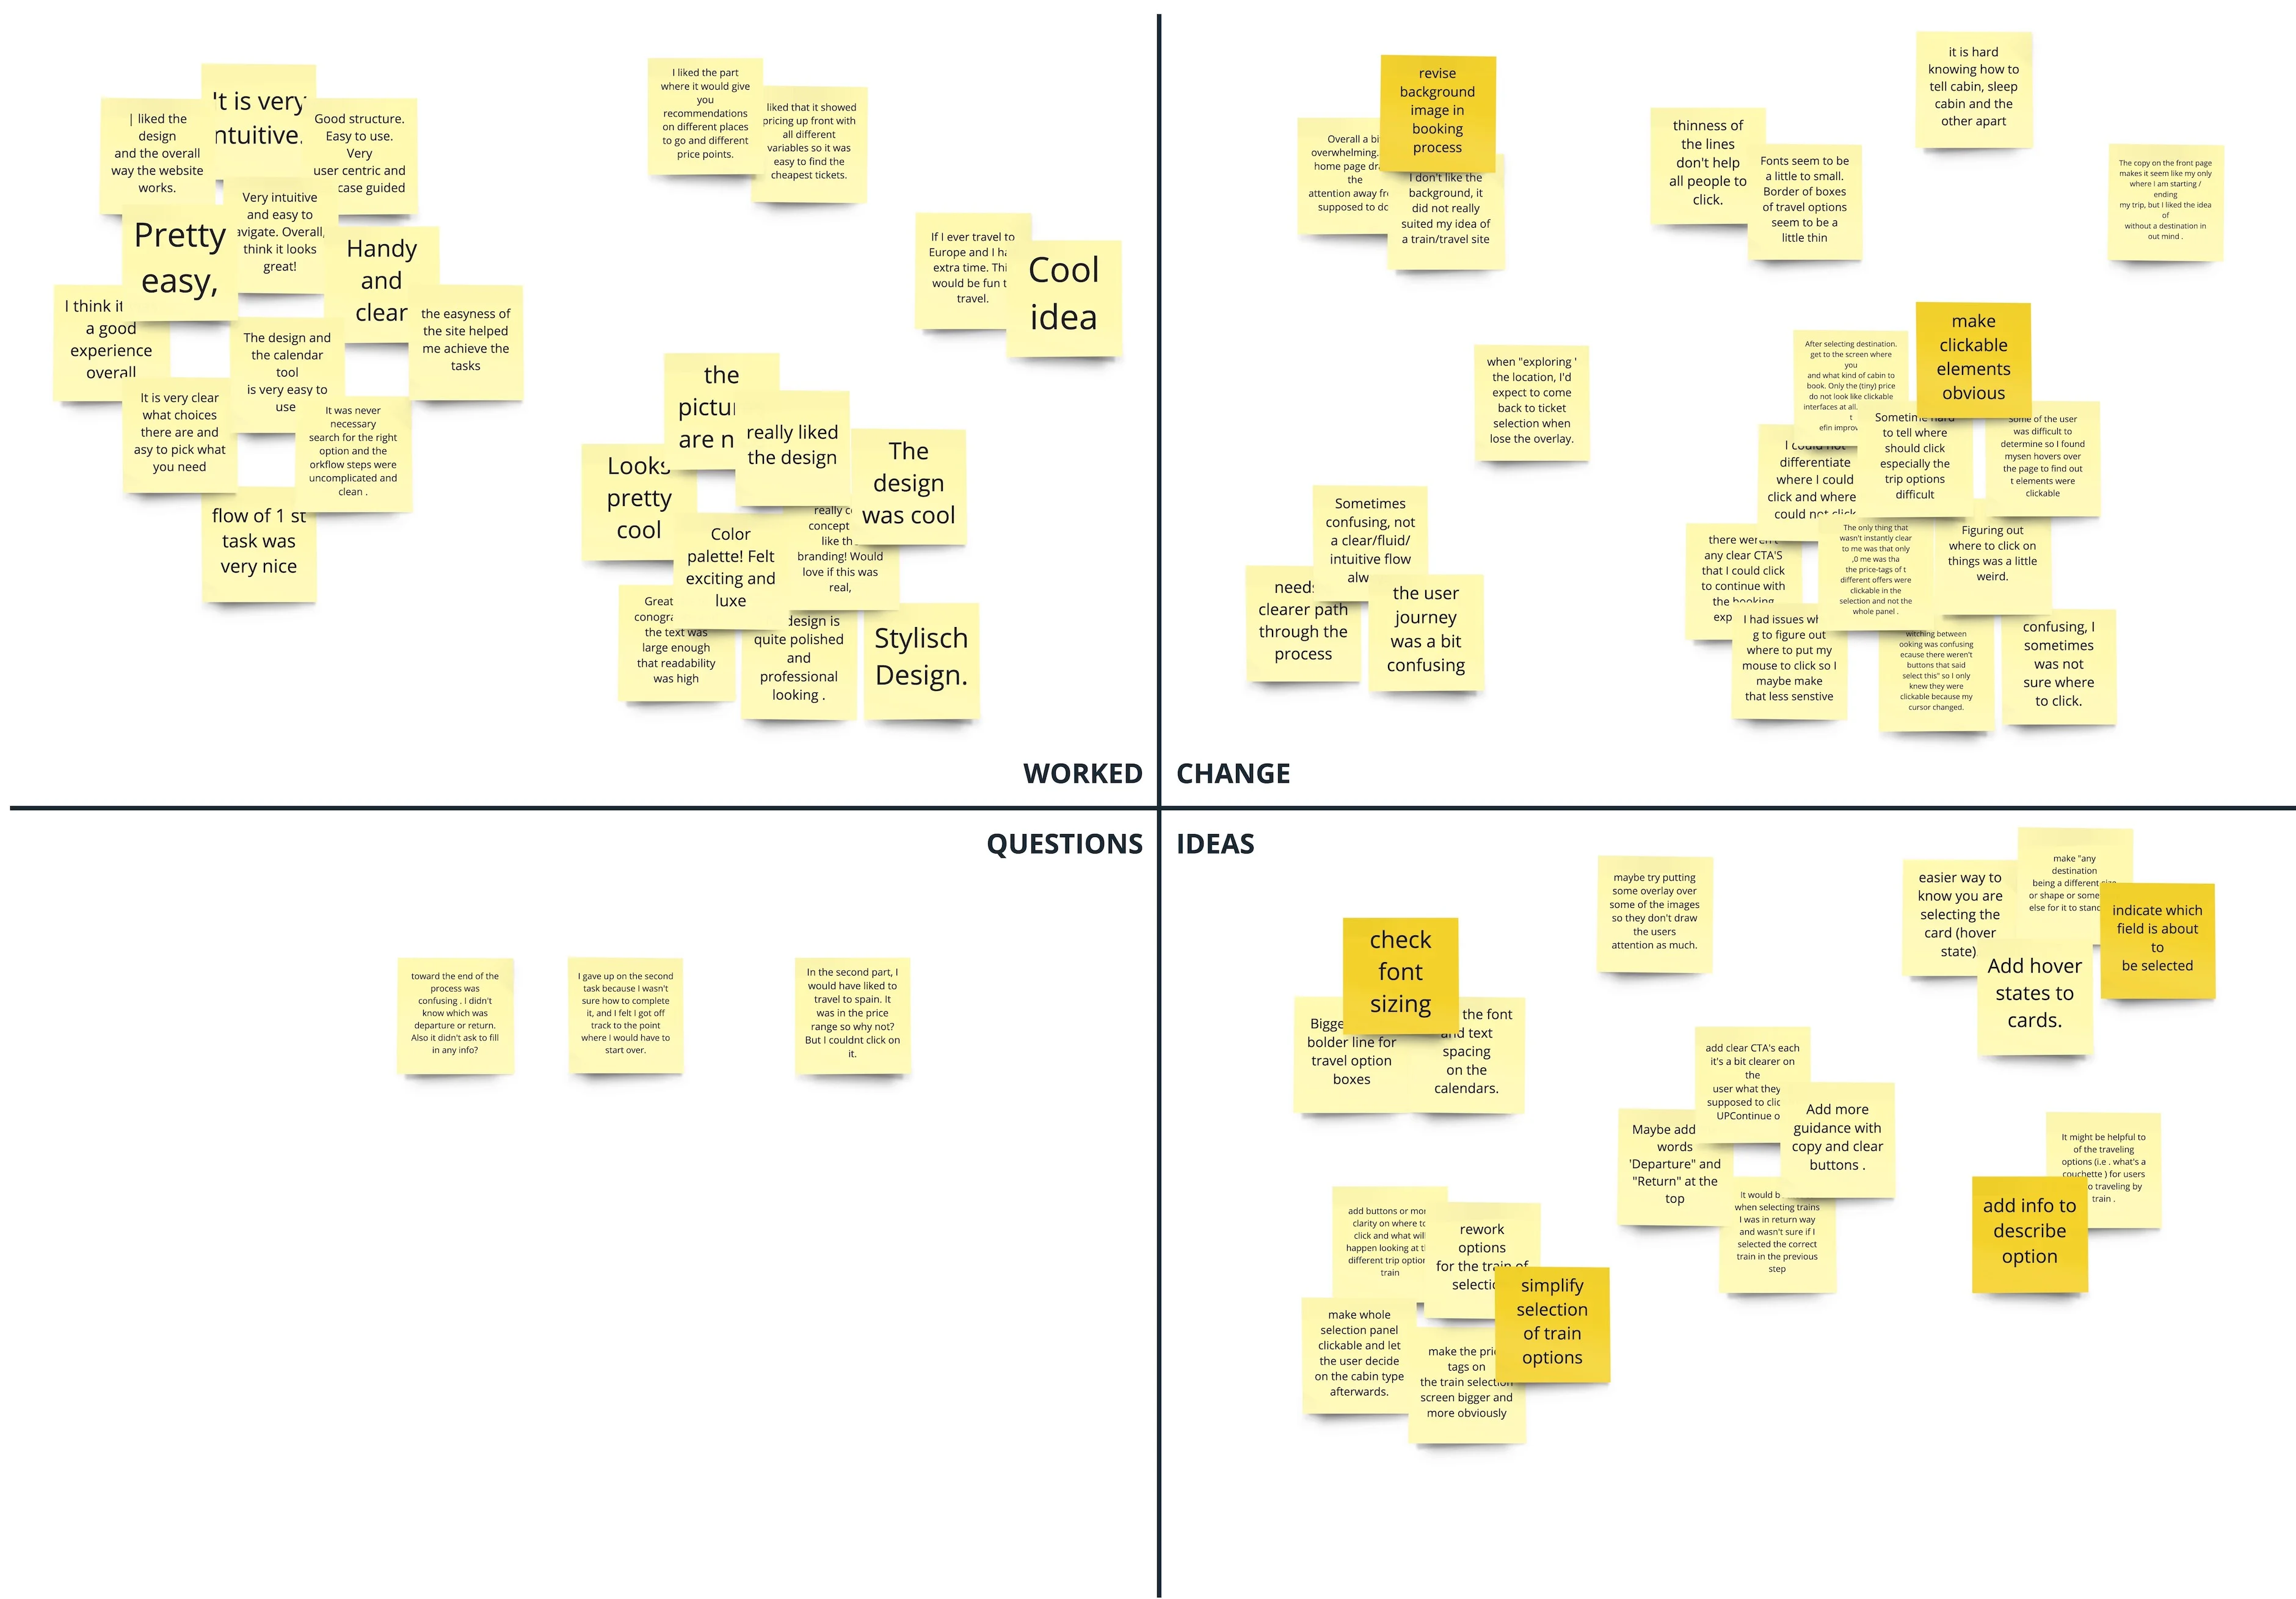 It is very
ntuitive.
| liked the
design
and the overall
way the website
works.
Good structure.
Easy to use.
Very
user centric and
case guided
Very intuitive
and easy to
avigate. Overall,
think it looks
great!
Pretty
easy,
Handy
and
clear
I think it
a good
experience
overall
The design and
the calendar
tool
is very easy to
use
the easyness of
the site helped
me achieve the
tasks
It is very clear
what choices
there are and
asy to pick what
you need
It was never
necessary
search for the right
option and the
orkflow steps were
uncomplicated and
clean .
flow of 1 st
task was
very nice
I liked the part
where it would give
you
recommendations
on different places
to go and different
price points.
liked that it showed
pricing up front with
all different
variables so it was
easy to find the
cheapest tickets.
If I ever travel to
Europe and I ha
extra time. Thi
would be fun t
travel.
Cool
idea
the
pictu
are n
really liked
the design
Looks
pretty
cool
The
design
was cool
Color
palette! Felt
exciting and
luxe
really c
concept
like th
branding! Would
love if this was
real,
Great
conogra
the text was
large enough
that readability
was high
design is
quite polished
and
professional
looking .
Stylisch
Design.
WORKED
CHANGE
revise
background
image in
booking
process
Overall a bi
overwhelming.
home page dra
the
attention away fr
supposed to do
I don't like the
background, it
did not really
suited my idea of
a train/travel site
thinness of
the lines
don't help
all people to
click.
Fonts seem to be
a little to small.
Border of boxes
of travel options
seem to be a
little thin
it is hard
knowing how to
tell cabin, sleep
cabin and the
other apart
The copy on the front page
makes it seem like my only
where I am starting /
ending
my trip, but I liked the idea
of
without a destination in
out mind .
when "exploring '
the location, I'd
expect to come
back to ticket
selection when
lose the overlay.
Sometimes
confusing, not
a clear/fluid/
intuitive flow
alw
need
clearer path
through the
process
the user
journey
was a bit
confusing
make
clickable
elements
obvious
After selecting destination.
get to the screen where
you
and what kind of cabin to
book. Only the (tiny) price
do not look like clickable
interfaces at all.
t
efin improv
Sometime hard
to tell where
should click
especially the
trip options
difficult
Some of the user
was difficult to
determine so I found
mysen hovers over
the page to find out
t elements were
clickable
I could not
differentiate
where I could
click and where
could not click
there weren't
any clear CTA'S
that I could click
to continue with
the booking
exp
The only thing that
wasn't instantly clear
to me was that only
,0 me was tha
the price-tags of t
different offers were
clickable in the
selection and not the
whole panel .
Figuring out
where to click on
things was a little
weird.
I had issues wh
g to figure out
where to put my
mouse to click so I
maybe make
that less senstive
witching between
ooking was confusing
ecause there weren't
buttons that said
select this" so I only
knew they were
clickable because my
cursor changed.
confusing, I
sometimes
was not
sure where
to click.
QUESTIONS
toward the end of the
process was
confusing . I didn't
know which was
departure or return.
Also it didn't ask to fill
in any info?
I gave up on the second
task because I wasn't
sure how to complete
it, and I felt I got off
track to the point
where I would have to
start over.
In the second part, I
would have liked to
travel to spain. It
was in the price
range so why not?
But I couldnt click on
it.
IDEAS
check
font
sizing
Bigge
bolder line for
travel option
boxes
the font
and text
spacing
on the
calendars.
maybe try putting
some overlay over
some of the images
so they don't draw
the users
attention as much.
easier way to
know you are
selecting the
card (hover
state)
make "any
destination
being a different size
or shape or some
else for it to stand
indicate which
field is about
to
be selected
Add hover
states to
cards.
add clear CTA's each
it's a bit clearer on
the
user what they
supposed to clic
UPContinue o
Add more
guidance with
copy and clear
buttons .
Maybe add
words
'Departure" and
"Return" at the
top
It would b
when selecting trains
I was in return way
and wasn't sure if I
selected the correct
train in the previous
step
It might be helpful to
of the traveling
options (i.e . what's a
couchette ) for users
o traveling by
train .
add info to
describe
option
add buttons or mor
clarity on where to
click and what will
happen looking at th
different trip option
train
rework
options
for the train of
selectio
simplify
selection
of train
options
make whole
selection panel
clickable and let
the user decide
on the cabin type
afterwards.
make the pric
tags on
the train selection
screen bigger and
more obviously